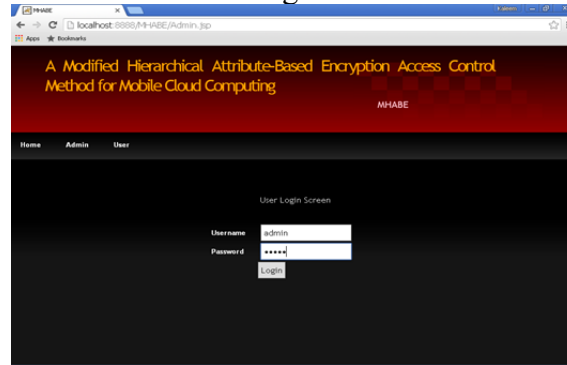 MHABE
localhost:8888/MHABE/Admin.jsp
Apps Bookmarks
A Modified Hierarchical Attribute-Based Encryption Access Control
Method for Mobile Cloud Computing
MHABE
Home Admin User
User Login Screen
Username admin
Password •••••
Login